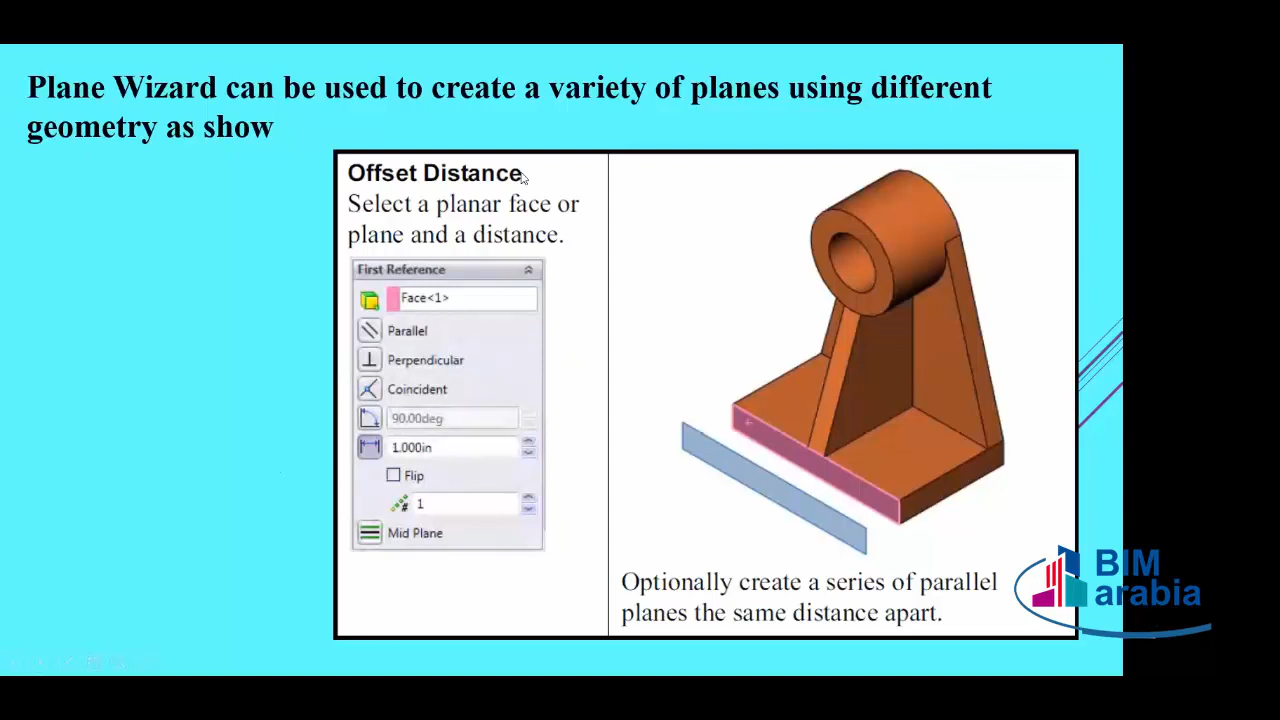 Plane Wizard can be used to create a variety of planes using different
geometry as show
Offset Distance
Select a planar face or
plane and a distance.
First Reference
Face<1>
Parallel
Perpendicular
Coincident
90.00deg
1.000in
Flip
# 1
Mid Plane
Optionally create a series of parallel
planes the same distance apart.
BIM
arabia